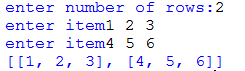 enter number of rows:2
enter item1 2 3
enter item4 5 6
[[1, 2, 3], [4, 5, 6]]